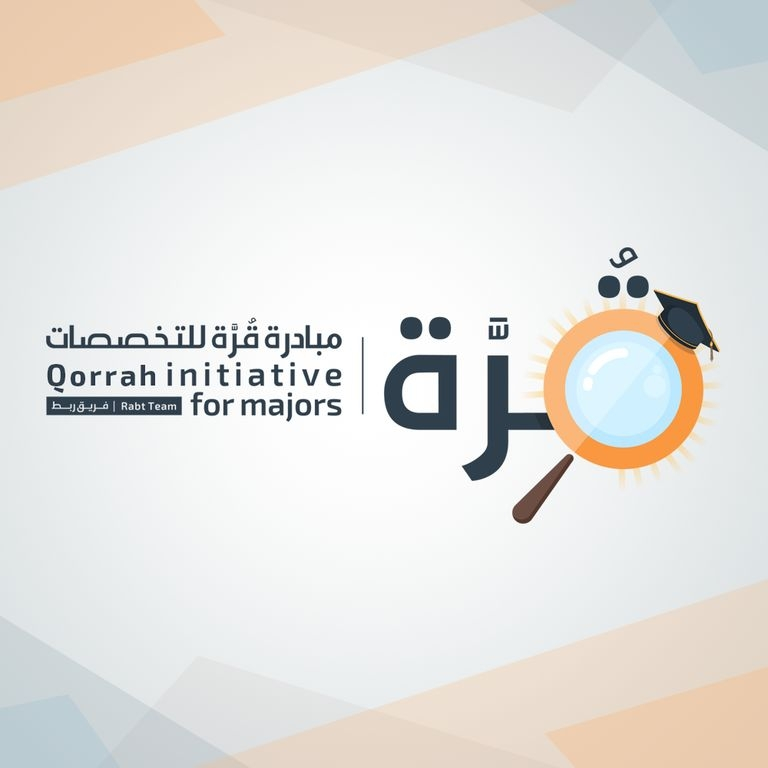 قُرَّة
مبادرة قُرَّة للتخصصات
Qorrah initiative
for majors
فريق ربط | Rabt Team